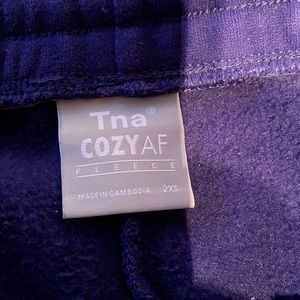 Tna®
COZYAF
FLEECE
MADE IN CAMBODIA 2XS